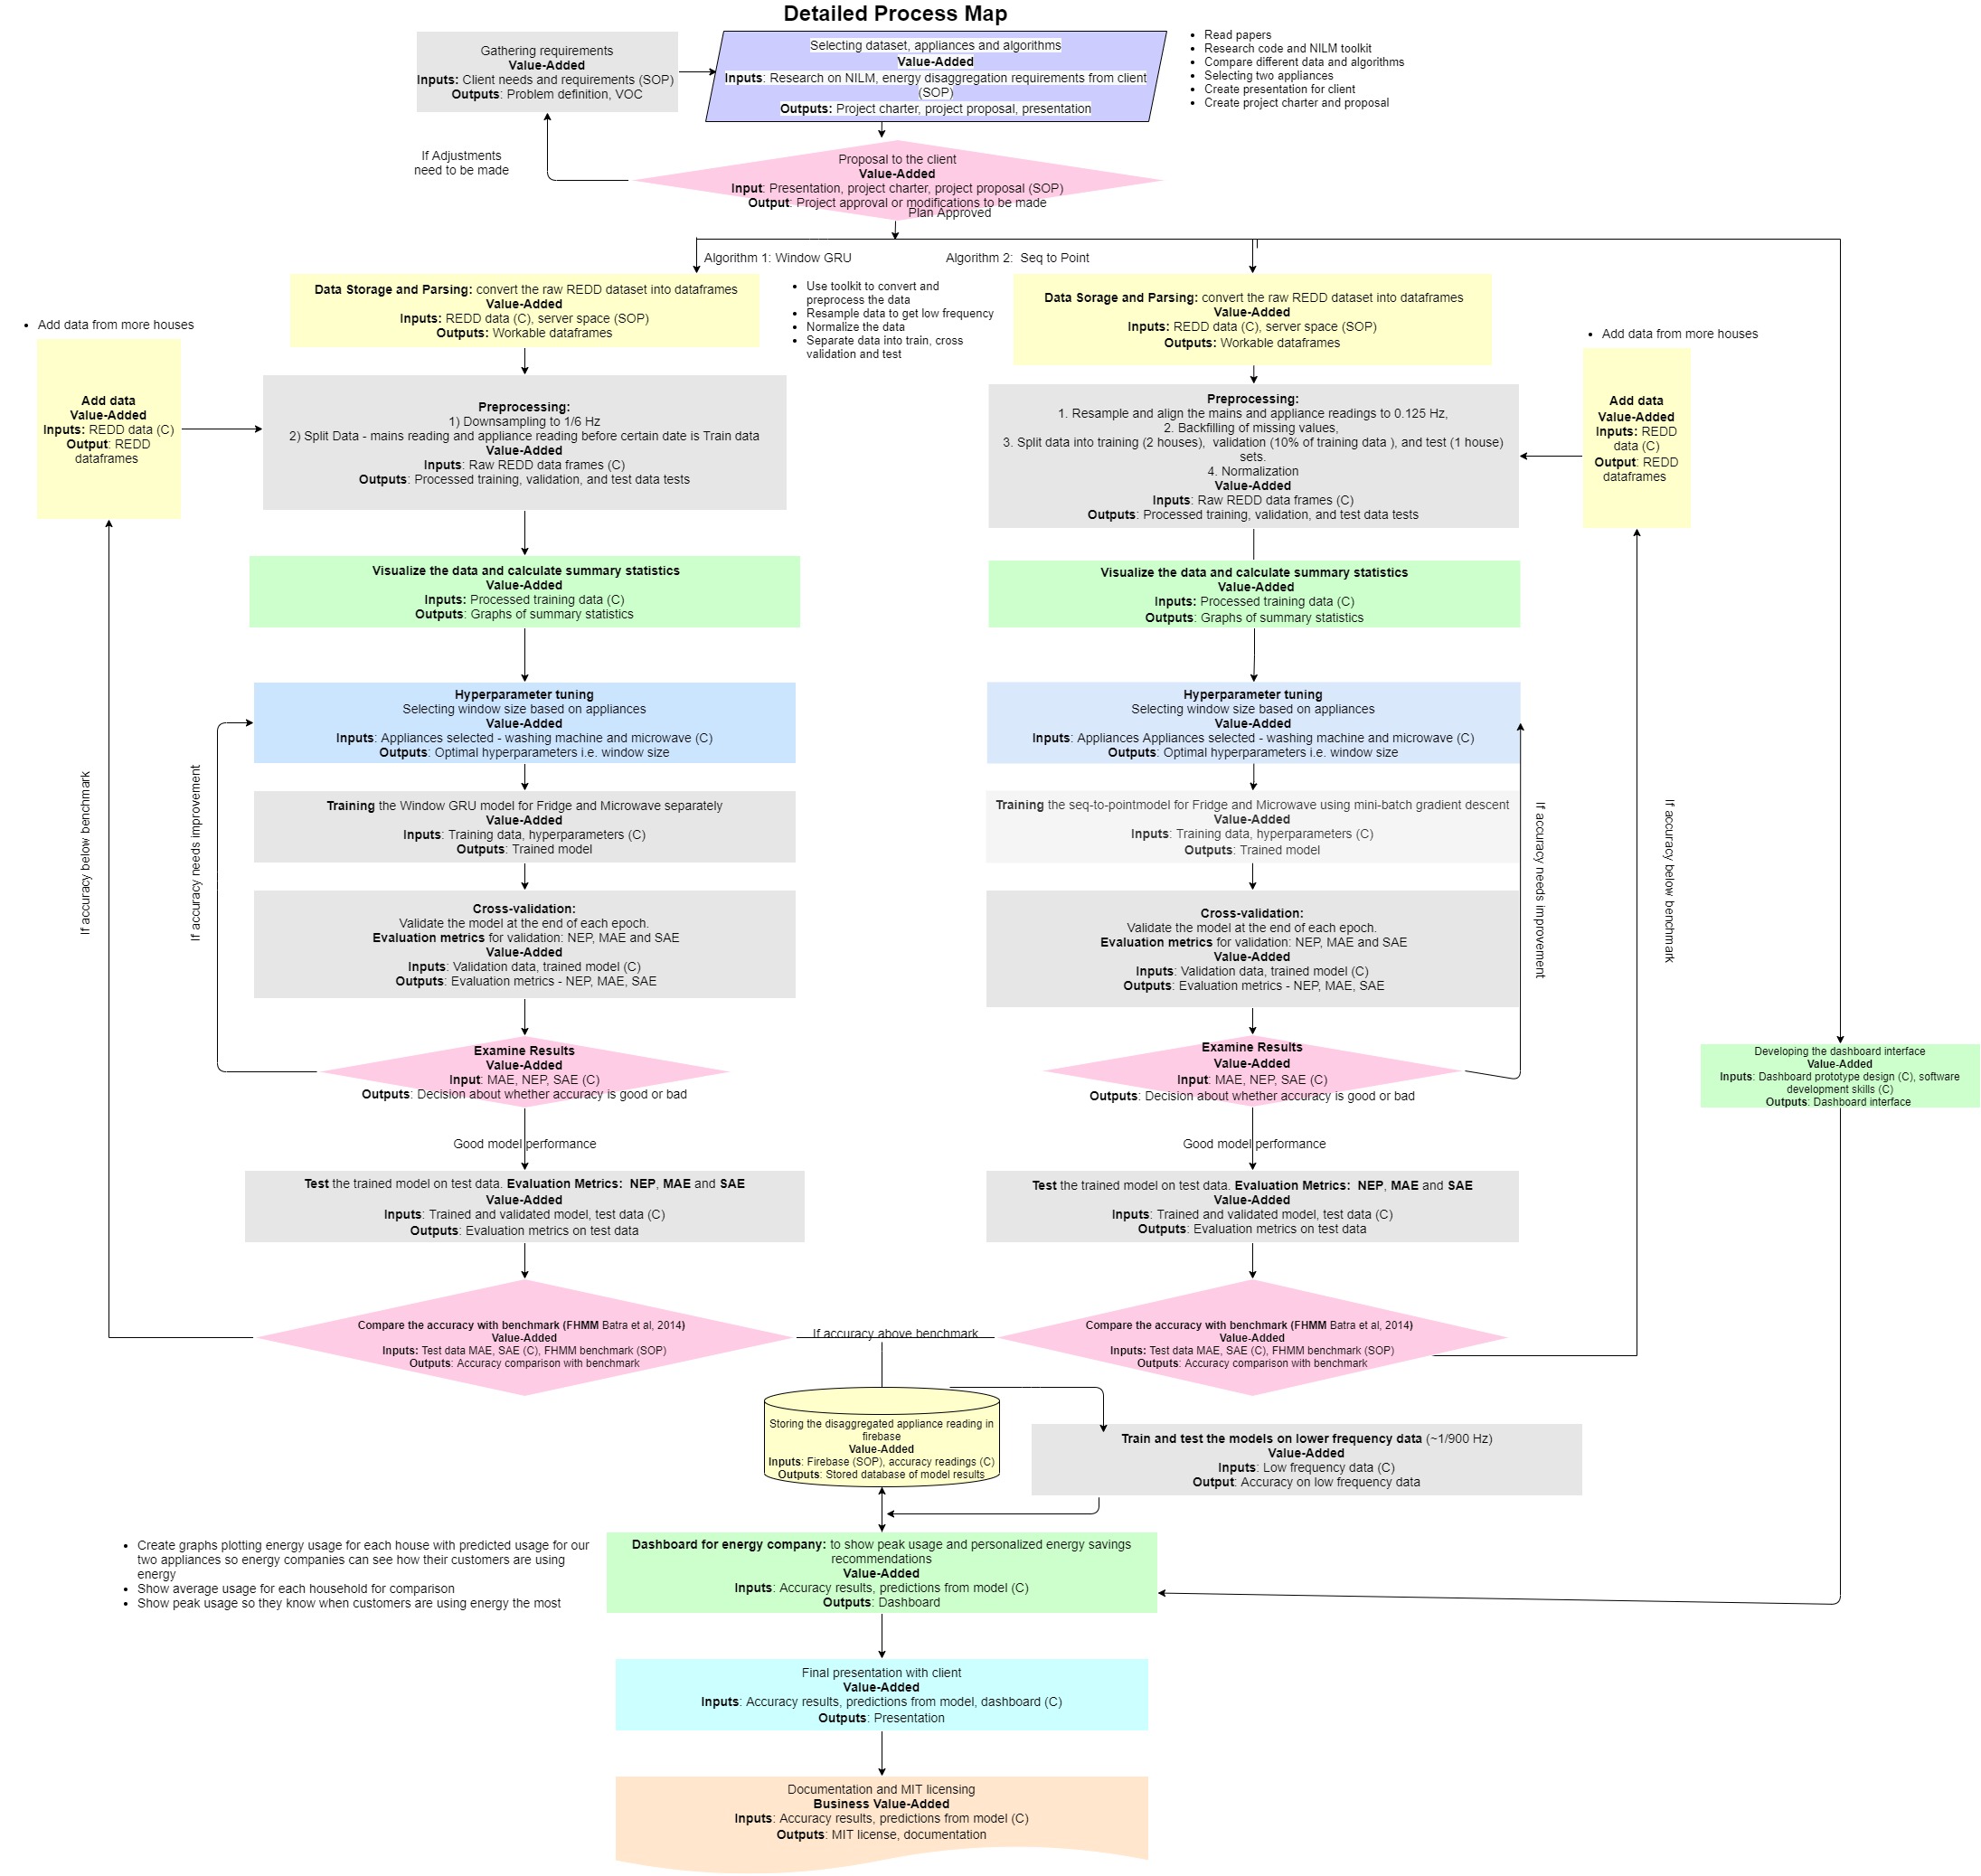 Detailed Process Map
Gathering requirements
Value-Added
Inputs: Client needs and requirements (SOP)
Outputs: Problem definition, VOC
Selecting dataset, appliances and algorithms
Value-Added
Inputs: Research on NILM, energy disaggregation requirements from client
(SOP)
Outputs: Project charter, project proposal, presentation
Read papers
Research code and NILM toolkit
Compare different data and algorithms
Selecting two appliances
Create presentation for client
Create project charter and proposal
If Adjustments
need to be made
Proposal to the client
Value-Added
Input: Presentation, project charter, project proposal (SOP)
Output: Project approval or modifications to be made
Plan Approved
Algorithm 1: Window GRU
Algorithm 2: Seq to Point
Data Storage and Parsing: convert the raw REDD dataset into dataframes
Value-Added
Inputs: REDD data (C), server space (SOP)
Outputs: Workable dataframes
Use toolkit to convert and
preprocess the data
Resample data to get low frequency
Normalize the data
Separate data into train, cross
validation and test
Data Sorage and Parsing: convert the raw REDD dataset into dataframes
Value-Added
Inputs: REDD data (C), server space (SOP)
Outputs: Workable dataframes
Add data from more houses
Add data
Value-Added
Inputs: REDD data (C)
Output: REDD
dataframes
Preprocessing:
1) Downsampling to 1/6 Hz
2) Split Data - mains reading and appliance reading before certain date is Train data
Value-Added
Inputs: Raw REDD data frames (C)
Outputs: Processed training, validation, and test data tests
Preprocessing:
1. Resample and align the mains and appliance readings to 0.125 Hz,
2. Backfilling of missing values,
3. Split data into training (2 houses), validation (10% of training data ), and test (1 house)
sets.
4. Normalization
Value-Added
Inputs: Raw REDD data frames (C)
Outputs: Processed training, validation, and test data tests
Add data from more houses
Add data
Value-Added
Inputs: REDD
data (C)
Output: REDD
dataframes
Visualize the data and calculate summary statistics
Value-Added
Inputs: Processed training data (C)
Outputs: Graphs of summary statistics
Visualize the data and calculate summary statistics
Value-Added
Inputs: Processed training data (C)
Outputs: Graphs of summary statistics
Hyperparameter tuning
Selecting window size based on appliances
Value-Added
Inputs: Appliances selected - washing machine and microwave (C)
Outputs: Optimal hyperparameters i.e. window size
Hyperparameter tuning
Selecting window size based on appliances
Value-Added
Inputs: Appliances Appliances selected - washing machine and microwave (C)
Outputs: Optimal hyperparameters i.e. window size
If accuracy below benchmark
If accuracy needs improvement
Training the Window GRU model for Fridge and Microwave separately
Value-Added
Inputs: Training data, hyperparameters (C)
Outputs: Trained model
Training the seq-to-pointmodel for Fridge and Microwave using mini-batch gradient descent
Value-Added
Inputs: Training data, hyperparameters (C)
Outputs: Trained model
If accuracy needs improvement
If accuracy below benchmark
Cross-validation:
Validate the model at the end of each epoch.
Evaluation metrics for validation: NEP, MAE and SAE
Value-Added
Inputs: Validation data, trained model (C)
Outputs: Evaluation metrics - NEP, MAE, SAE
Cross-validation:
Validate the model at the end of each epoch.
Evaluation metrics for validation: NEP, MAE and SAE
Value-Added
Inputs: Validation data, trained model (C)
Outputs: Evaluation metrics - NEP, MAE, SAE
Examine Results
Value-Added
Input: MAE, NEP, SAE (C)
Outputs: Decision about whether accuracy is good or bad
Examine Results
Value-Added
Input: MAE, NEP, SAE (C)
Outputs: Decision about whether accuracy is good or bad
Developing the dashboard interface
Value-Added
Inputs: Dashboard prototype design (C), software
development skills (C)
Outputs: Dashboard interface
Good model performance
Good model performance
Test the trained model on test data. Evaluation Metrics: NEP, MAE and SAE
Value-Added
Inputs: Trained and validated model, test data (C)
Outputs: Evaluation metrics on test data
Test the trained model on test data. Evaluation Metrics: NEP, MAE and SAE
Value-Added
Inputs: Trained and validated model, test data (C)
Outputs: Evaluation metrics on test data
Compare the accuracy with benchmark (FHMM Batra et al, 2014)
Value-Added
Inputs: Test data MAE, SAE (C), FHMM benchmark (SOP)
Outputs: Accuracy comparison with benchmark
If accuracy above benchmark
Compare the accuracy with benchmark (FHMM Batra et al, 2014)
Value-Added
Inputs: Test data MAE, SAE (C), FHMM benchmark (SOP)
Outputs: Accuracy comparison with benchmark
Storing the disaggregated appliance reading in
firebase
Value-Added
Inputs: Firebase (SOP), accuracy readings (C)
Outputs: Stored database of model results
Train and test the models on lower frequency data (~1/900 Hz)
Value-Added
Inputs: Low frequency data (C)
Output: Accuracy on low frequency data
Create graphs plotting energy usage for each house with predicted usage for our
two appliances so energy companies can see how their customers are using
energy
Show average usage for each household for comparison
Show peak usage so they know when customers are using energy the most
Dashboard for energy company: to show peak usage and personalized energy savings
recommendations
Value-Added
Inputs: Accuracy results, predictions from model (C)
Outputs: Dashboard
Final presentation with client
Value-Added
Inputs: Accuracy results, predictions from model, dashboard (C)
Outputs: Presentation
Documentation and MIT licensing
Business Value-Added
Inputs: Accuracy results, predictions from model (C)
Outputs: MIT license, documentation